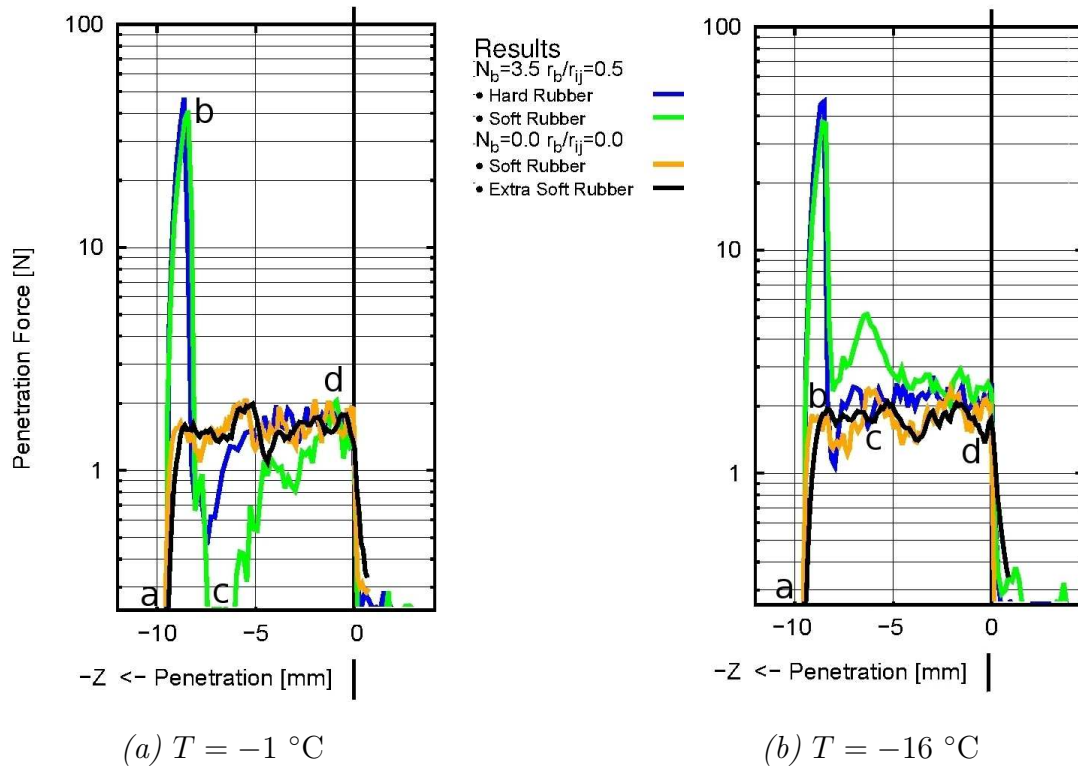 100
10
1
Penetration Force [N]
a
b
c
d
−10
−5
0
−Z <− Penetration [mm]
(a) T = −1 °C
Results
N_b=3.5 r_b/r_ij=0.5
• Hard Rubber
• Soft Rubber
N_b=0.0 r_b/r_ij=0.0
• Soft Rubber
• Extra Soft Rubber
100
10
1
a
b
c
d
−10
−5
0
−Z <− Penetration [mm]
(b) T = −16 °C